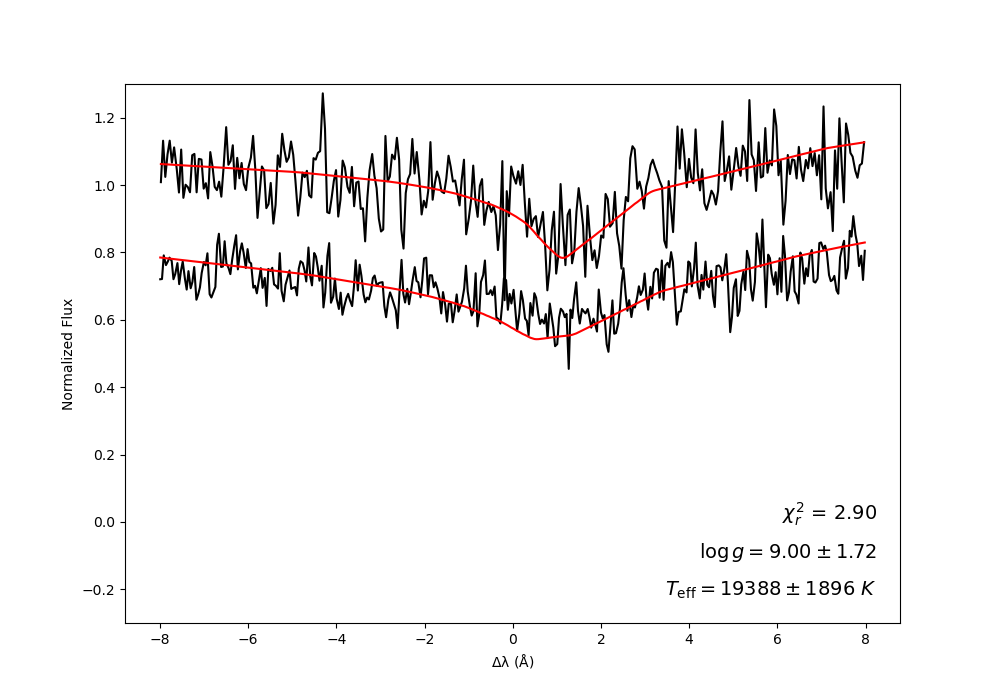 1.2
1.0
0.8
0.6
0.4
0.2
0.0
−0.2
Normalized Flux
χ²ᵣ = 2.90
log g = 9.00 ± 1.72
T_eff = 19388 ± 1896 K
−8 −6 −4 −2 0 2 4 6 8
Δλ (Å)